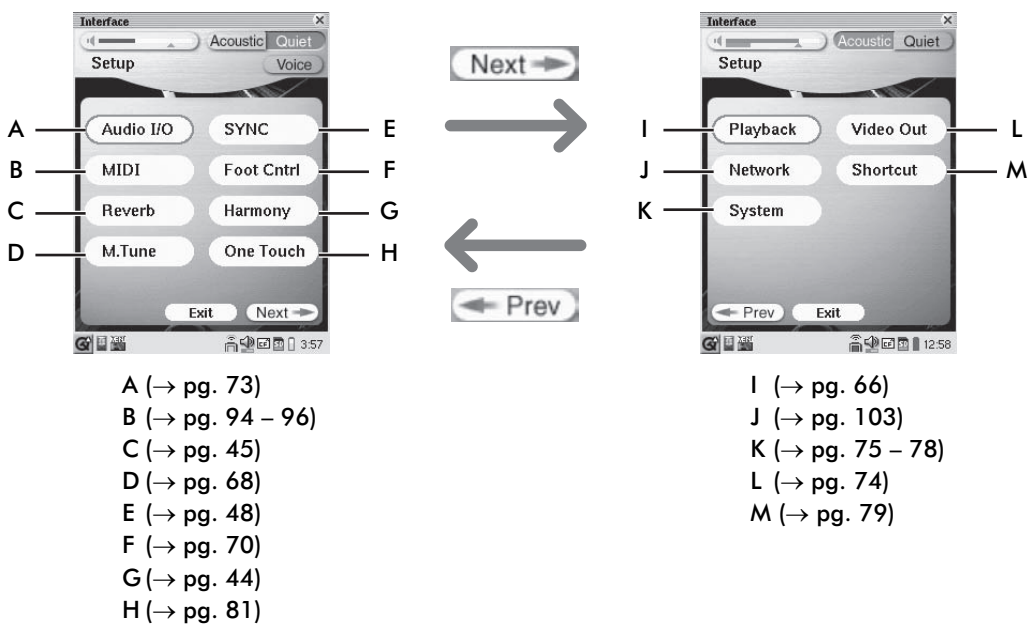 Interface
Acoustic Quiet
Setup Voice
A Audio I/O SYNC E
B MIDI Foot Cntrl F
C Reverb Harmony G
D M.Tune One Touch H
Exit Next
3:57
Next
Prev
Interface
Acoustic Quiet
Setup
I Playback Video Out L
J Network Shortcut M
K System
Prev Exit
12:58
A (→ pg. 73)
B (→ pg. 94 – 96)
C (→ pg. 45)
D (→ pg. 68)
E (→ pg. 48)
F (→ pg. 70)
G (→ pg. 44)
H (→ pg. 81)
I (→ pg. 66)
J (→ pg. 103)
K (→ pg. 75 – 78)
L (→ pg. 74)
M (→ pg. 79)